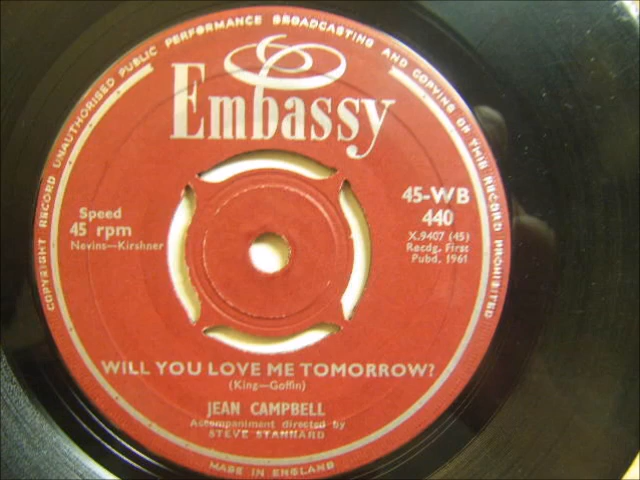 COPYRIGHT RECORD UNAUTHORISED PUBLIC PERFORMANCE BROADCASTING AND COPYING OF THIS RECORD PROHIBITED
Embassy
Speed
45 rpm
Nevins—Kirshner
45-WB
440
X.9407 (45)
Recdg. First
Pubd. 1961
WILL YOU LOVE ME TOMORROW?
(King—Goffin)
JEAN CAMPBELL
Accompaniment directed by
STEVE STANNARD
MADE IN ENGLAND